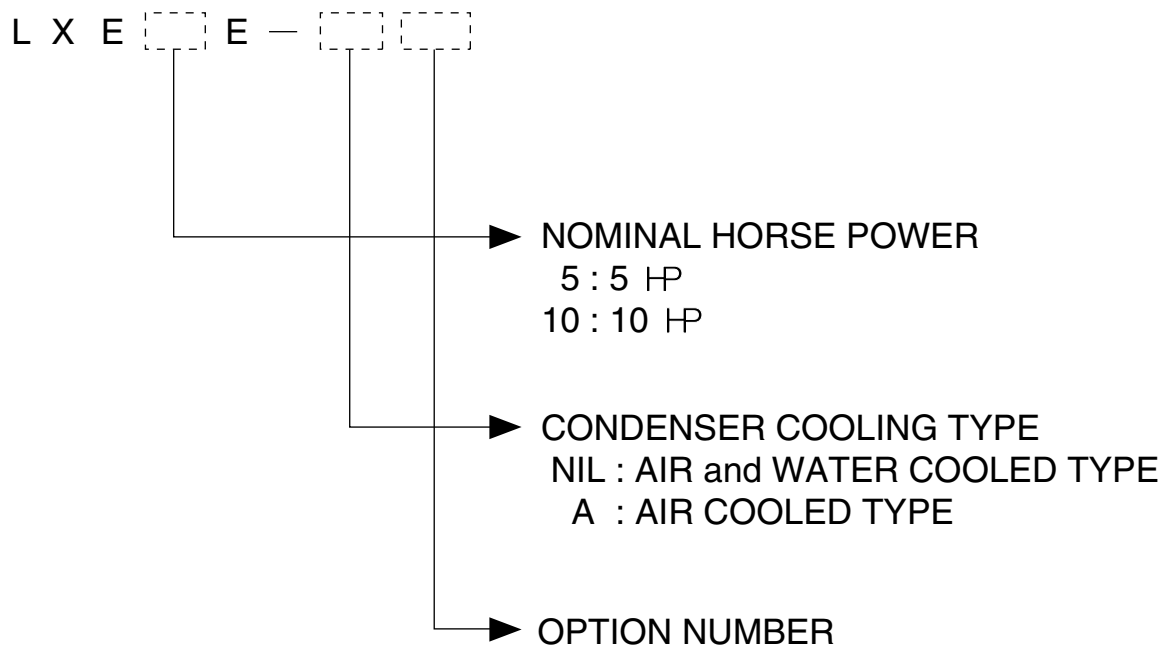 L X E E —
NOMINAL HORSE POWER
5 : 5 HP
10 : 10 HP
CONDENSER COOLING TYPE
NIL : AIR and WATER COOLED TYPE
A : AIR COOLED TYPE
OPTION NUMBER